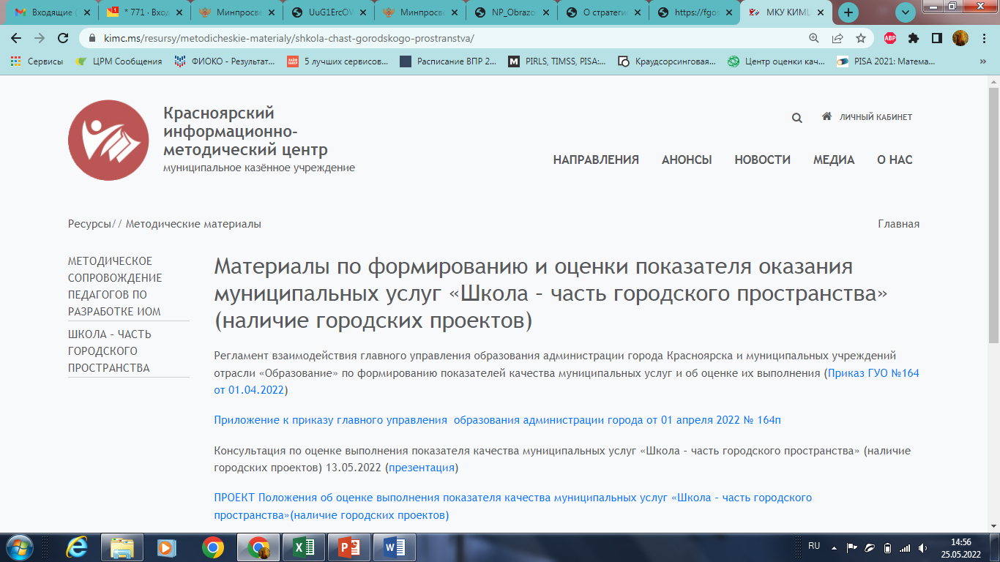 Входящие (
* 771 · Вход
Минпросве
UuG1ErcOV
Минпросве
NP_Obrazo
О стратеги
https://fgos
МКУ КИМЦ
kimc.ms/resursy/metodicheskie-materialy/shkola-chast-gorodskogo-prostranstva/
ABP
Сервисы
ЦРМ Сообщения
ФИОКО - Результат...
5 лучших сервисов...
Расписание ВПР 2...
PIRLS, TIMSS, PISA:...
Краудсорсинговая...
Центр оценки кач...
PISA 2021: Матема...
»
Красноярский
информационно-
методический центр
муниципальное казённое учреждение
ЛИЧНЫЙ КАБИНЕТ
НАПРАВЛЕНИЯ АНОНСЫ НОВОСТИ МЕДИА О НАС
Ресурсы// Методические материалы
Главная
МЕТОДИЧЕСКОЕ
СОПРОВОЖДЕНИЕ
ПЕДАГОГОВ ПО
РАЗРАБОТКЕ ИОМ
ШКОЛА – ЧАСТЬ
ГОРОДСКОГО
ПРОСТРАНСТВА
Материалы по формированию и оценки показателя оказания
муниципальных услуг «Школа – часть городского пространства»
(наличие городских проектов)
Регламент взаимодействия главного управления образования администрации города Красноярска и муниципальных учреждений
отрасли «Образование» по формированию показателей качества муниципальных услуг и об оценке их выполнения (Приказ ГУО №164
от 01.04.2022)
Приложение к приказу главного управления образования администрации города от 01 апреля 2022 № 164п
Консультация по оценке выполнения показателя качества муниципальных услуг «Школа – часть городского пространства» (наличие
городских проектов) 13.05.2022 (презентация)
ПРОЕКТ Положения об оценке выполнения показателя качества муниципальных услуг «Школа – часть городского
пространства»(наличие городских проектов)
RU
14:56
25.05.2022